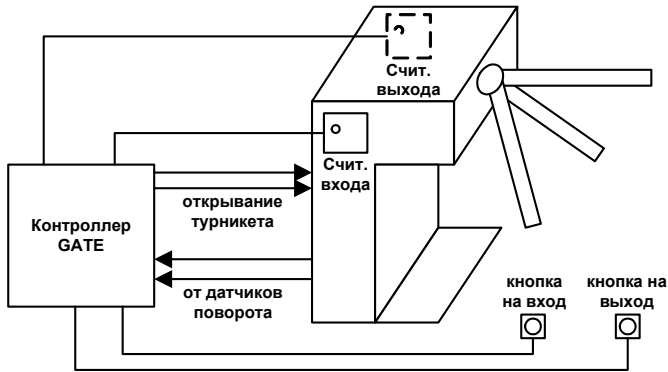 Счит.
выхода
Счит.
входа
открывание
турникета
Контроллер
GATE
от датчиков
поворота
кнопка
на вход
кнопка на
выход